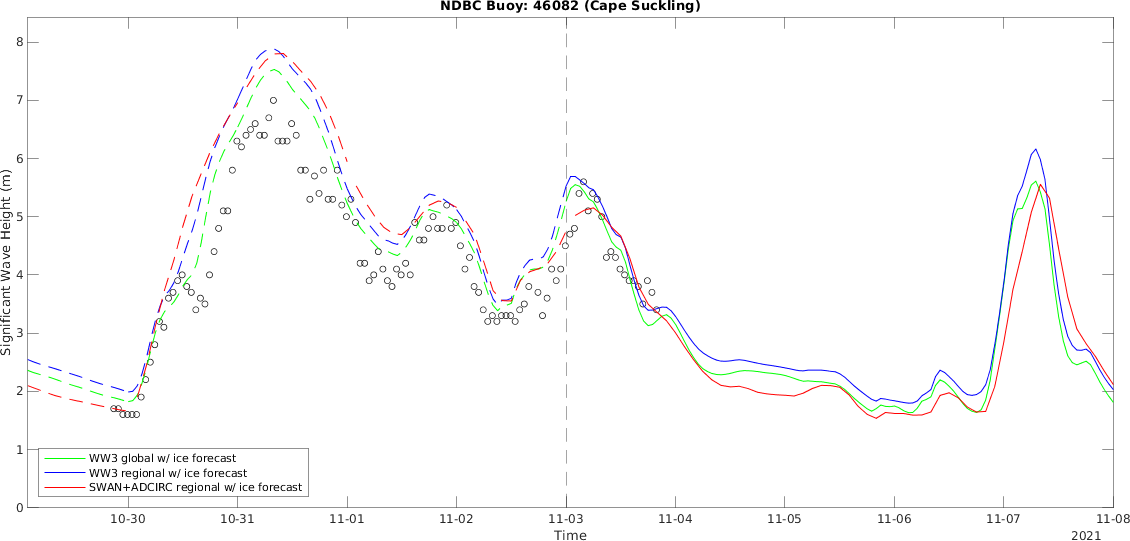 NDBC Buoy: 46082 (Cape Suckling)
Significant Wave Height (m)
8
7
6
5
4
3
2
1
0
WW3 global w/ ice forecast
WW3 regional w/ ice forecast
SWAN+ADCIRC regional w/ ice forecast
10-30 10-31 11-01 11-02 11-03 11-04 11-05 11-06 11-07 11-08
Time
2021